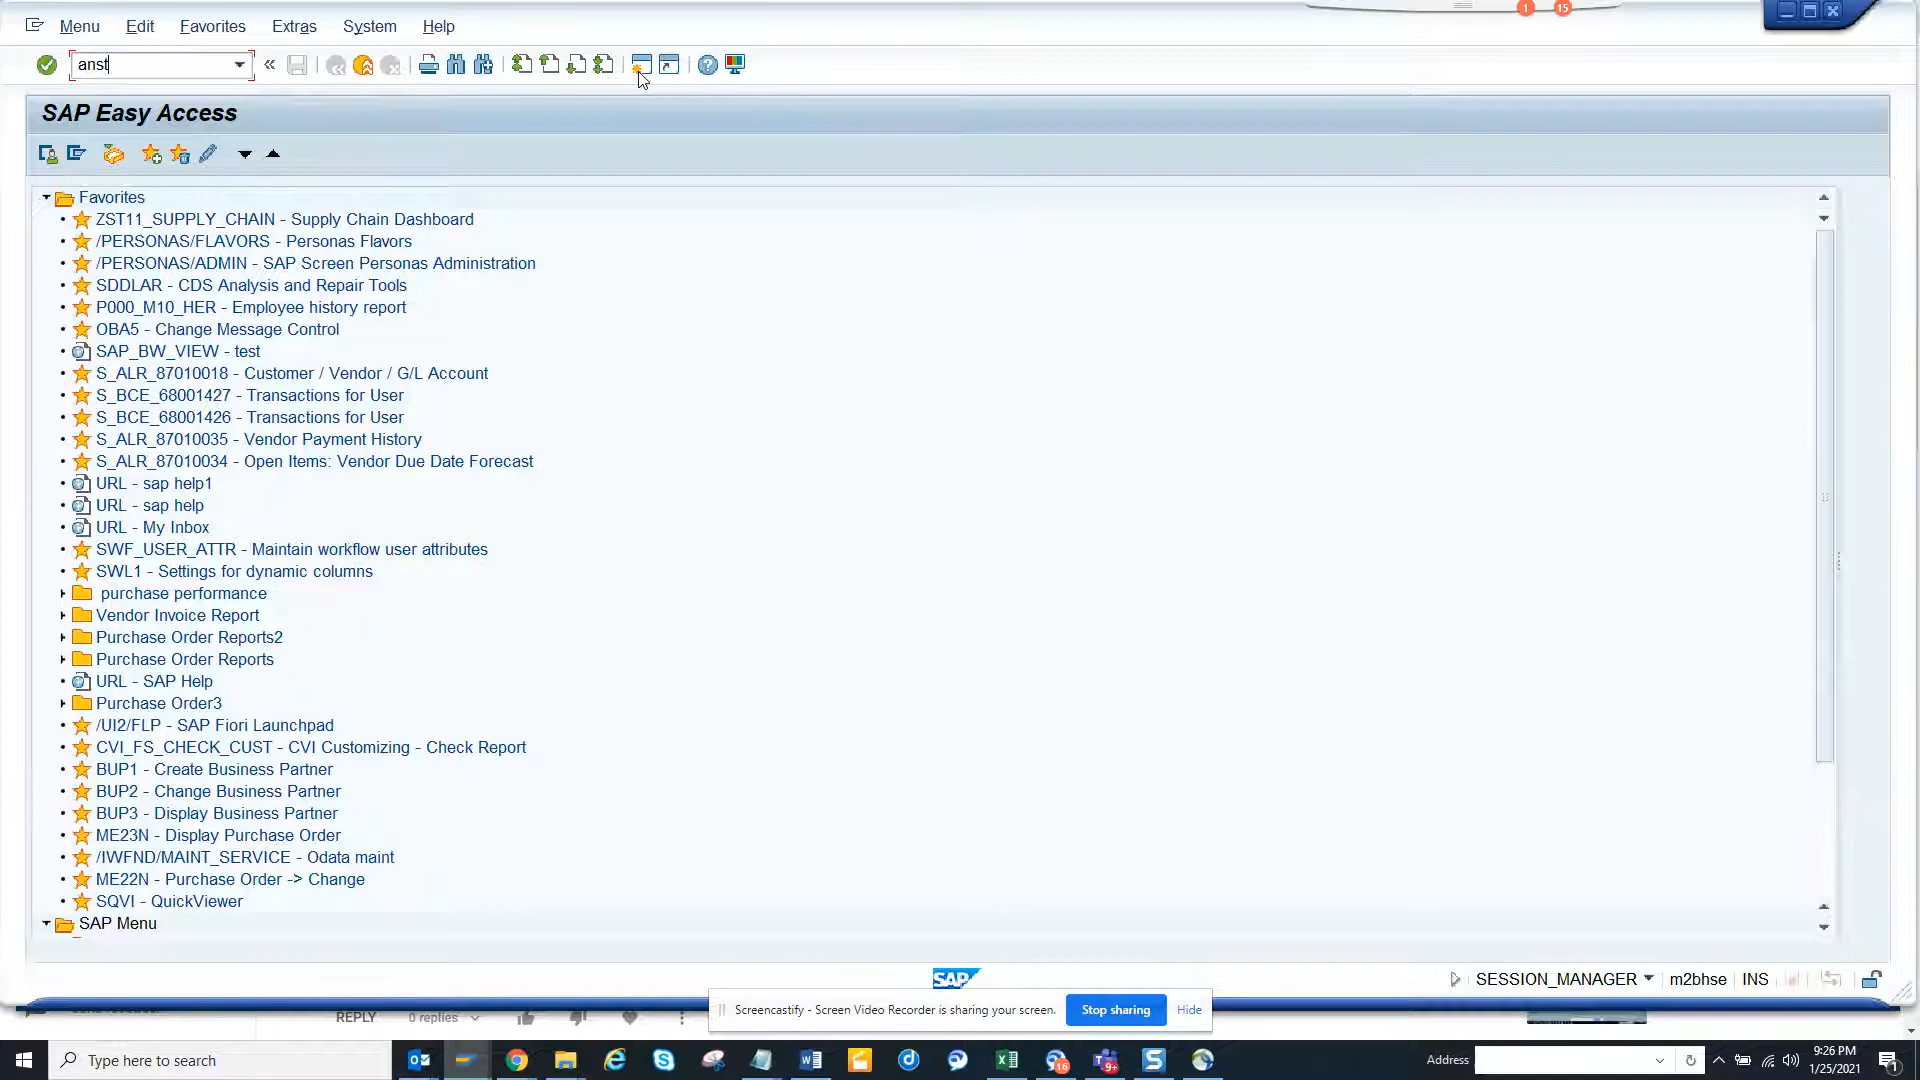 Menu Edit Favorites Extras System Help
1 15
anst
SAP Easy Access
Favorites
ZST11_SUPPLY_CHAIN - Supply Chain Dashboard
/PERSONAS/FLAVORS - Personas Flavors
/PERSONAS/ADMIN - SAP Screen Personas Administration
SDDLAR - CDS Analysis and Repair Tools
P000_M10_HER - Employee history report
OBA5 - Change Message Control
SAP_BW_VIEW - test
S_ALR_87010018 - Customer / Vendor / G/L Account
S_BCE_68001427 - Transactions for User
S_BCE_68001426 - Transactions for User
S_ALR_87010035 - Vendor Payment History
S_ALR_87010034 - Open Items: Vendor Due Date Forecast
URL - sap help1
URL - sap help
URL - My Inbox
SWF_USER_ATTR - Maintain workflow user attributes
SWL1 - Settings for dynamic columns
purchase performance
Vendor Invoice Report
Purchase Order Reports2
Purchase Order Reports
URL - SAP Help
Purchase Order3
/UI2/FLP - SAP Fiori Launchpad
CVI_FS_CHECK_CUST - CVI Customizing - Check Report
BUP1 - Create Business Partner
BUP2 - Change Business Partner
BUP3 - Display Business Partner
ME23N - Display Purchase Order
/IWFND/MAINT_SERVICE - Odata maint
ME22N - Purchase Order -> Change
SQVI - QuickViewer
SAP Menu
SAP
SESSION_MANAGER m2bhse INS
Screencastify - Screen Video Recorder is sharing your screen. Stop sharing Hide
REPLY 0 replies
Type here to search
16
9+
Address
9:26 PM
1/25/2021
1